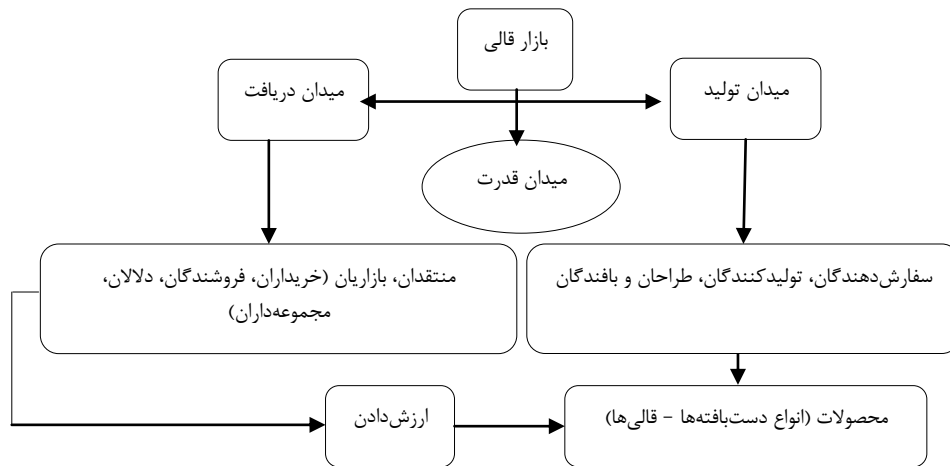 بازار قالی
میدان تولید
میدان دریافت
میدان قدرت
سفارش‌دهندگان، تولیدکنندگان، طراحان و بافندگان
منتقدان، بازاریان (خریداران، فروشندگان، دلالان،
مجموعه‌داران)
محصولات (انواع دست‌بافته‌ها – قالی‌ها)
ارزش‌دادن